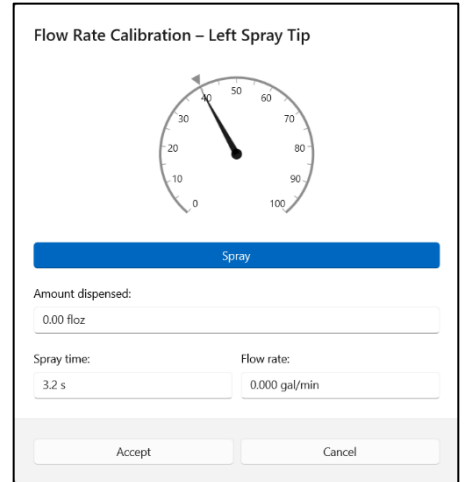 Flow Rate Calibration – Left Spray Tip
50
40
60
30
70
20
80
10
90
0
100
Spray
Amount dispensed:
0.00 floz
Spray time:
Flow rate:
3.2 s
0.000 gal/min
Accept
Cancel